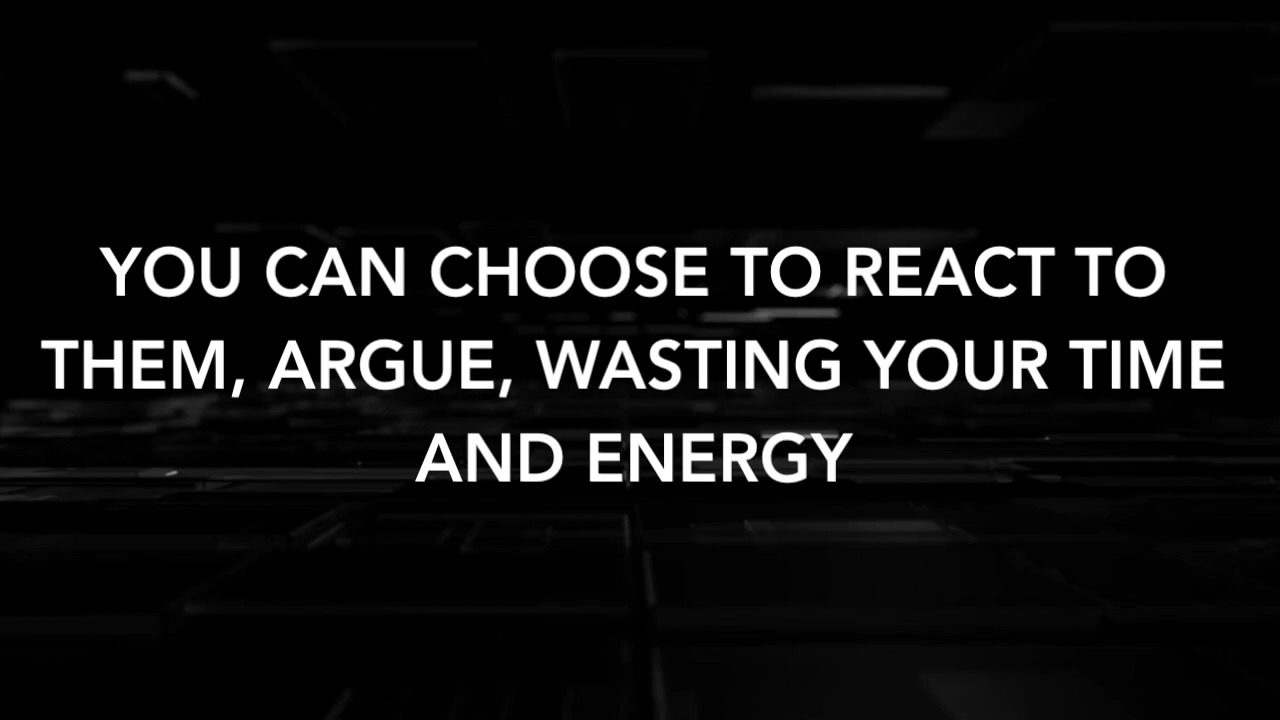 YOU CAN CHOOSE TO REACT TO
THEM, ARGUE, WASTING YOUR TIME
AND ENERGY